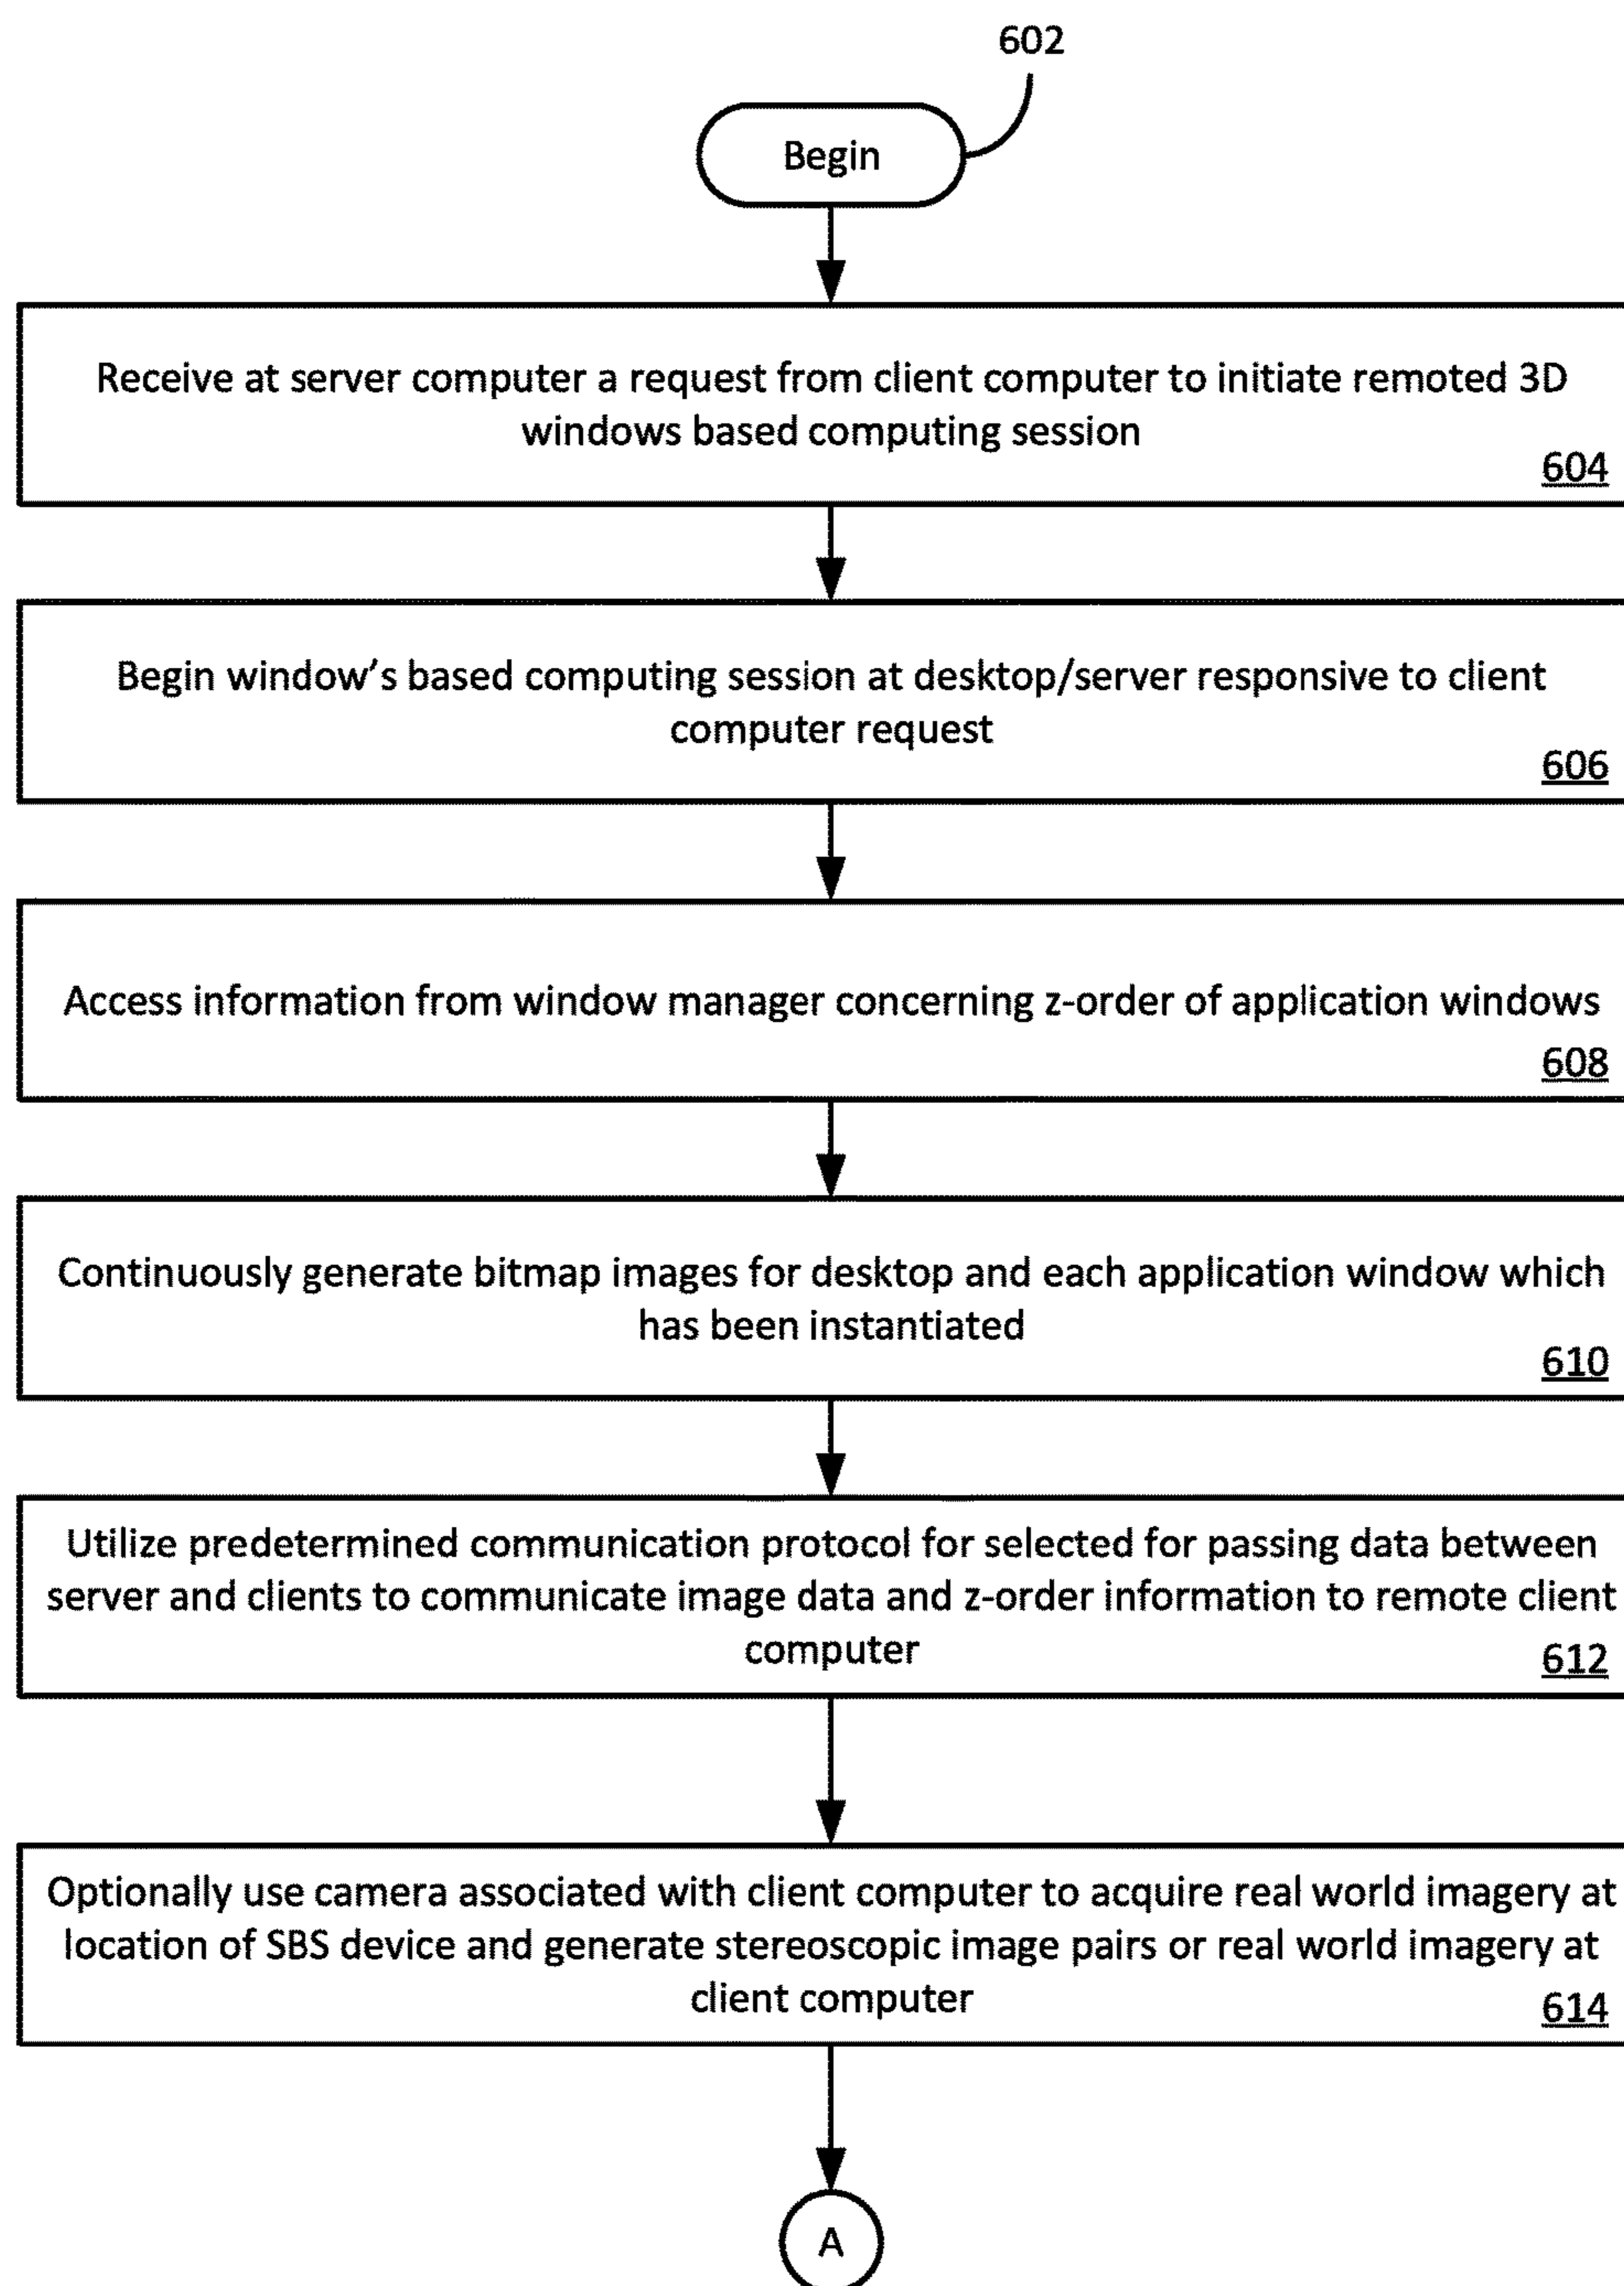 602
Begin
Receive at server computer a request from client computer to initiate remoted 3D
windows based computing session
604
Begin window's based computing session at desktop/server responsive to client
computer request
606
Access information from window manager concerning z-order of application windows
608
Continuously generate bitmap images for desktop and each application window which
has been instantiated
610
Utilize predetermined communication protocol for selected for passing data between
server and clients to communicate image data and z-order information to remote client
computer
612
Optionally use camera associated with client computer to acquire real world imagery at
location of SBS device and generate stereoscopic image pairs or real world imagery at
client computer
614
A